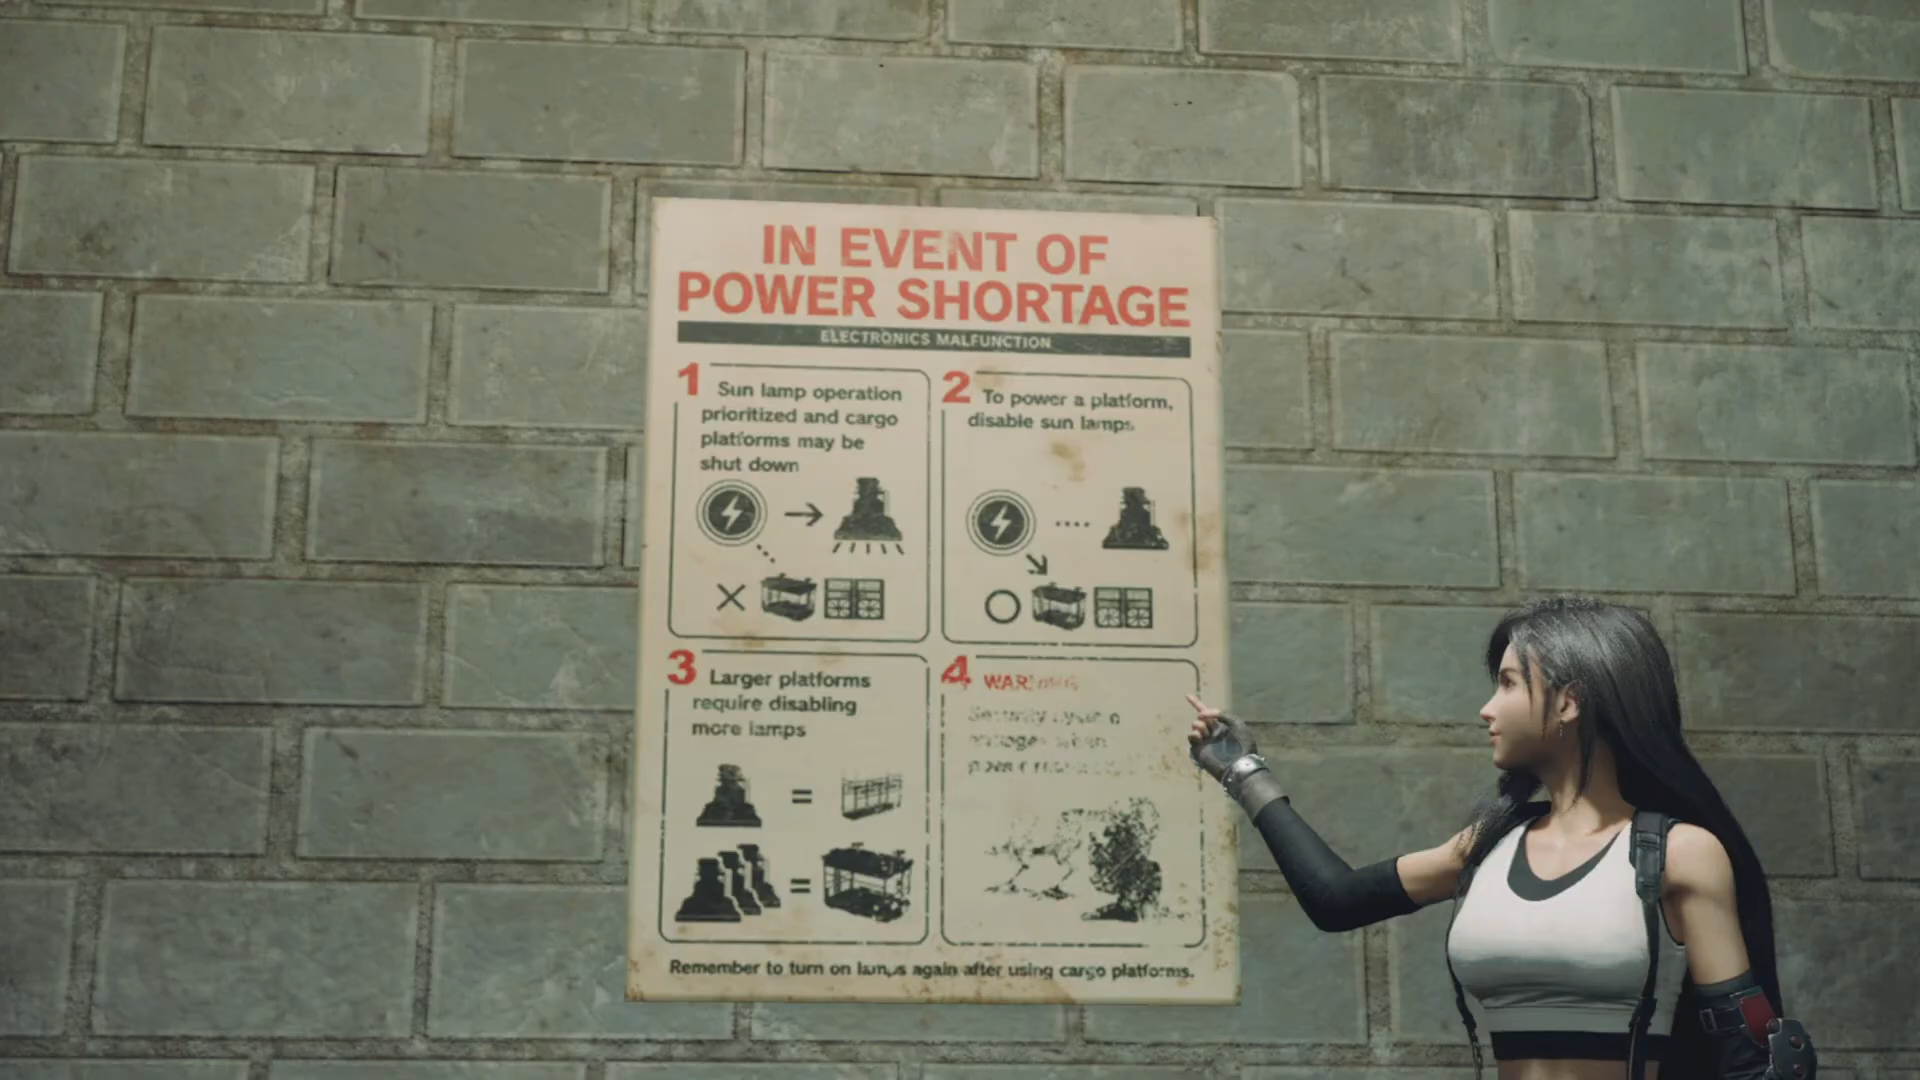 IN EVENT OF
POWER SHORTAGE
ELECTRONICS MALFUNCTION
1 Sun lamp operation
prioritized and cargo
platforms may be
shut down
2 To power a platform,
disable sun lamps
3 Larger platforms
require disabling
more lamps
4 WARNING
Remember to turn on lamps again after using cargo platforms.